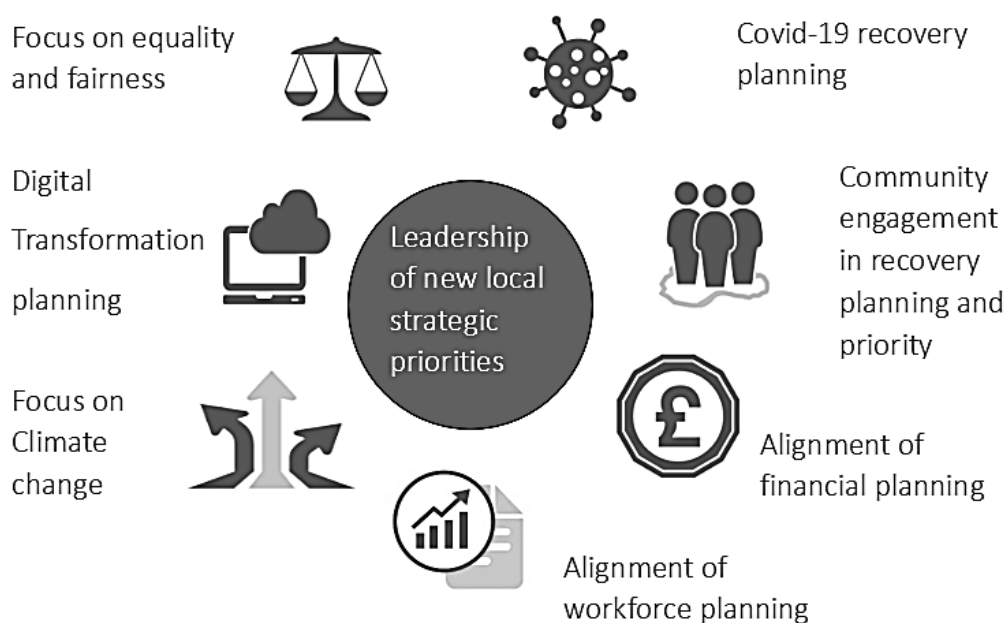 Focus on equality
and fairness
Covid-19 recovery
planning
Digital
Transformation
planning
Leadership
of new local
strategic
priorities
Community
engagement
in recovery
planning and
priority
Focus on
Climate
change
£
Alignment of
financial planning
Alignment of
workforce planning